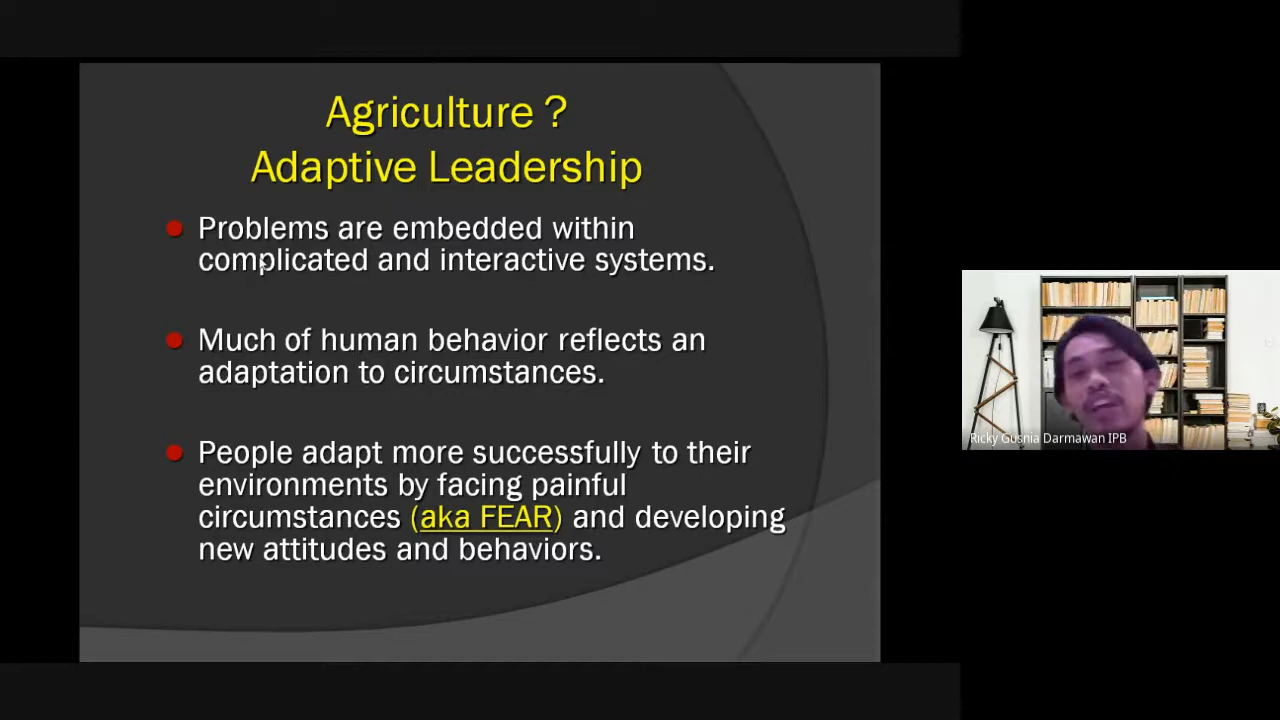 Agriculture ?
Adaptive Leadership
Problems are embedded within
complicated and interactive systems.
Much of human behavior reflects an
adaptation to circumstances.
People adapt more successfully to their
environments by facing painful
circumstances (aka FEAR) and developing
new attitudes and behaviors.
Ricky Gusnia Darmawan IPB